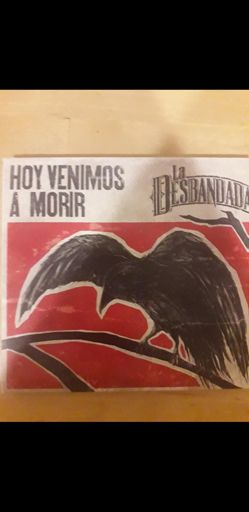 HOY VENIMOS
A MORIR
La
DESBANDADA